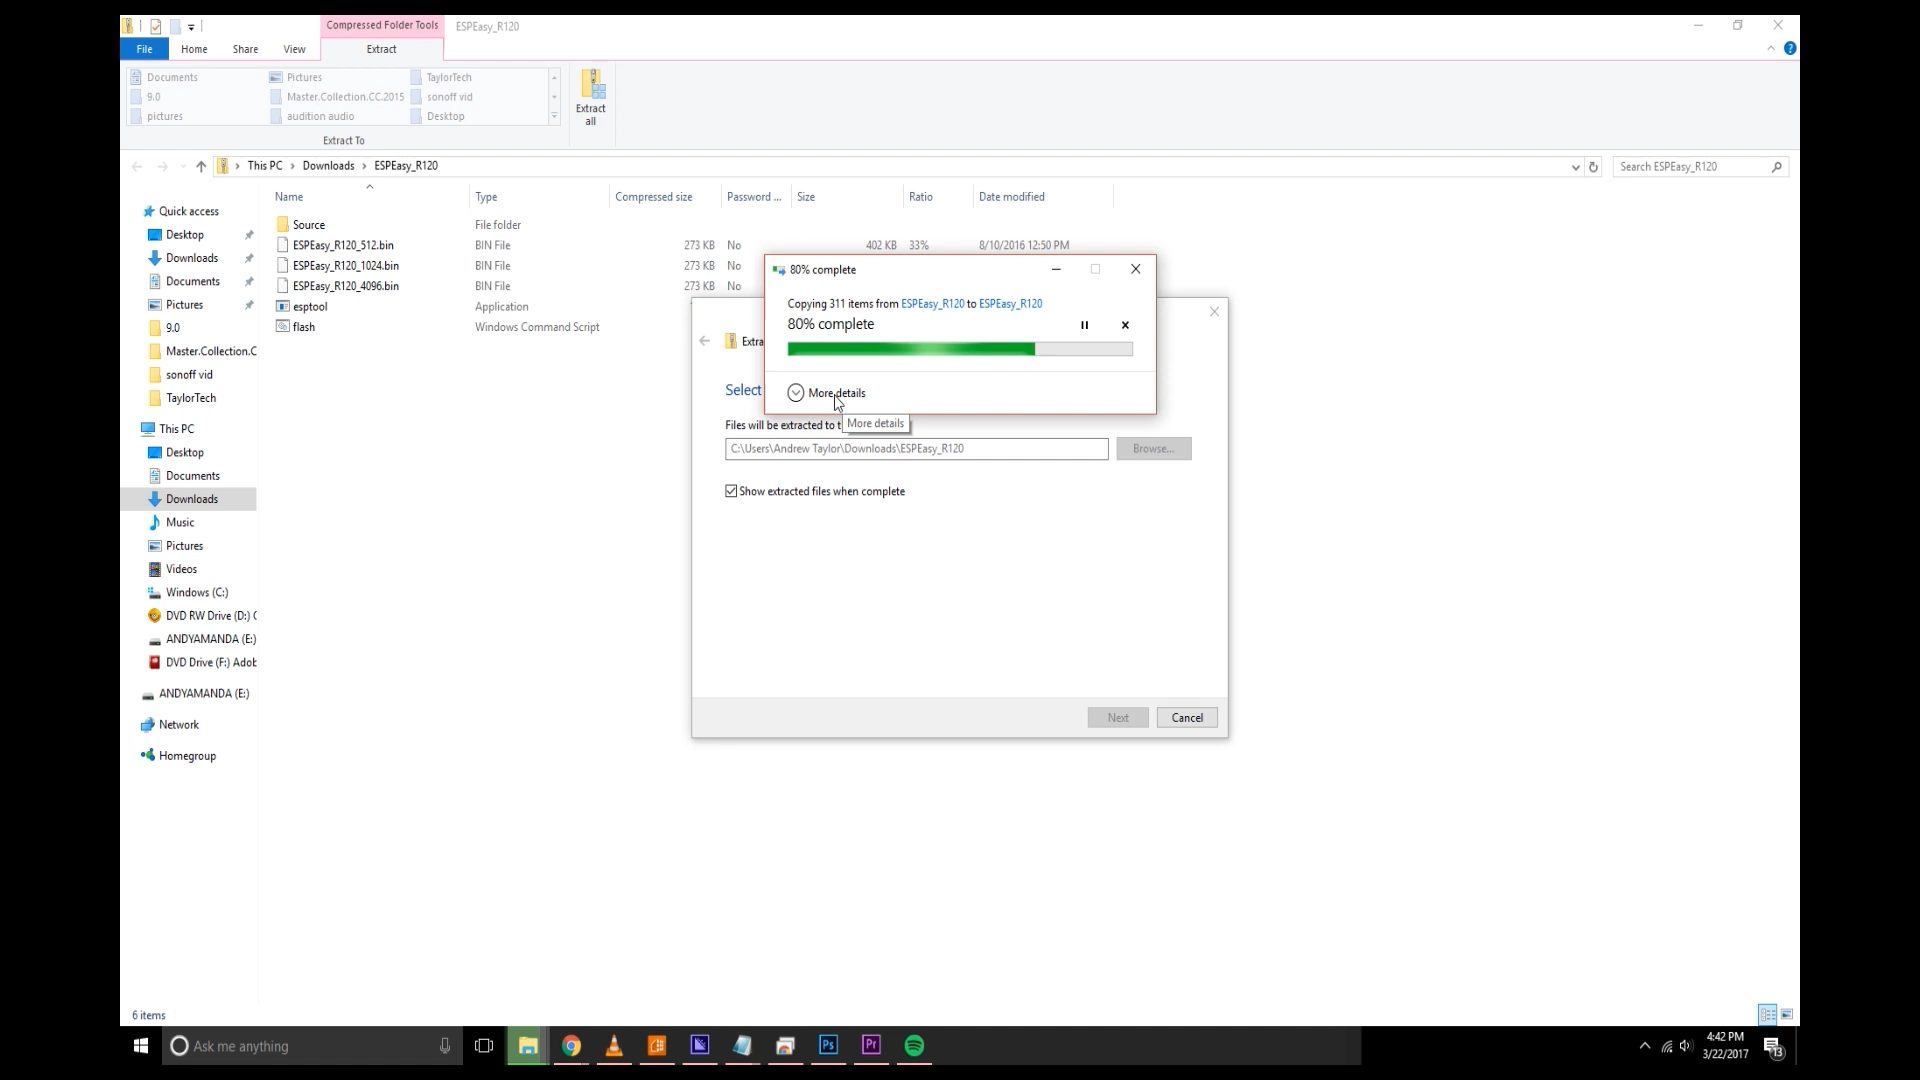 Compressed Folder Tools ESPEasy_R120
File Home Share View Extract
Documents Pictures TaylorTech
9.0 Master.Collection.CC.2015 sonoff vid
pictures audition audio Desktop
Extract all
Extract To
This PC > Downloads > ESPEasy_R120 Search ESPEasy_R120
Name Type Compressed size Password ... Size Ratio Date modified
Source File folder
ESPEasy_R120_512.bin BIN File 273 KB No 402 KB 33% 8/10/2016 12:50 PM
ESPEasy_R120_1024.bin BIN File 273 KB No
ESPEasy_R120_4096.bin BIN File 273 KB No
esptool Application
flash Windows Command Script
Quick access
Desktop
Downloads
Documents
Pictures
9.0
Master.Collection.C
sonoff vid
TaylorTech
This PC
Desktop
Documents
Downloads
Music
Pictures
Videos
Windows (C:)
DVD RW Drive (D:) C
ANDYAMANDA (E:)
DVD Drive (F:) Adob
ANDYAMANDA (E:)
Network
Homegroup
80% complete
Copying 311 items from ESPEasy_R120 to ESPEasy_R120
80% complete
More details
More details
Extra
Select
Files will be extracted to t
C:\Users\Andrew Taylor\Downloads\ESPEasy_R120 Browse...
Show extracted files when complete
Next Cancel
6 items
Ask me anything
Ps Pr
4:42 PM
3/22/2017
13